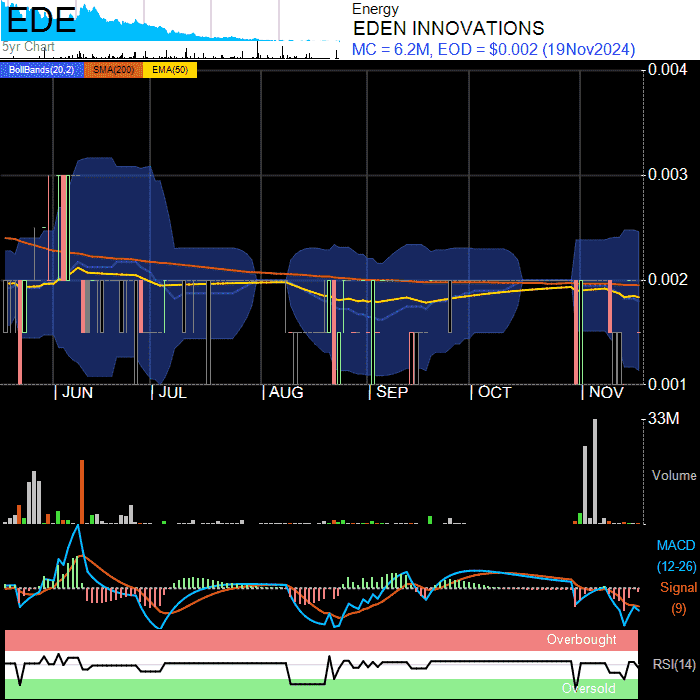 EDE
5yr Chart
Energy
EDEN INNOVATIONS
MC = 6.2M, EOD = $0.002 (19Nov2024)
BollBands(20,2) SMA(200) EMA(50)
0.004
0.003
0.002
0.001
JUN JUL AUG SEP OCT NOV
33M
Volume
MACD
(12-26)
Signal
(9)
Overbought
RSI(14)
Oversold